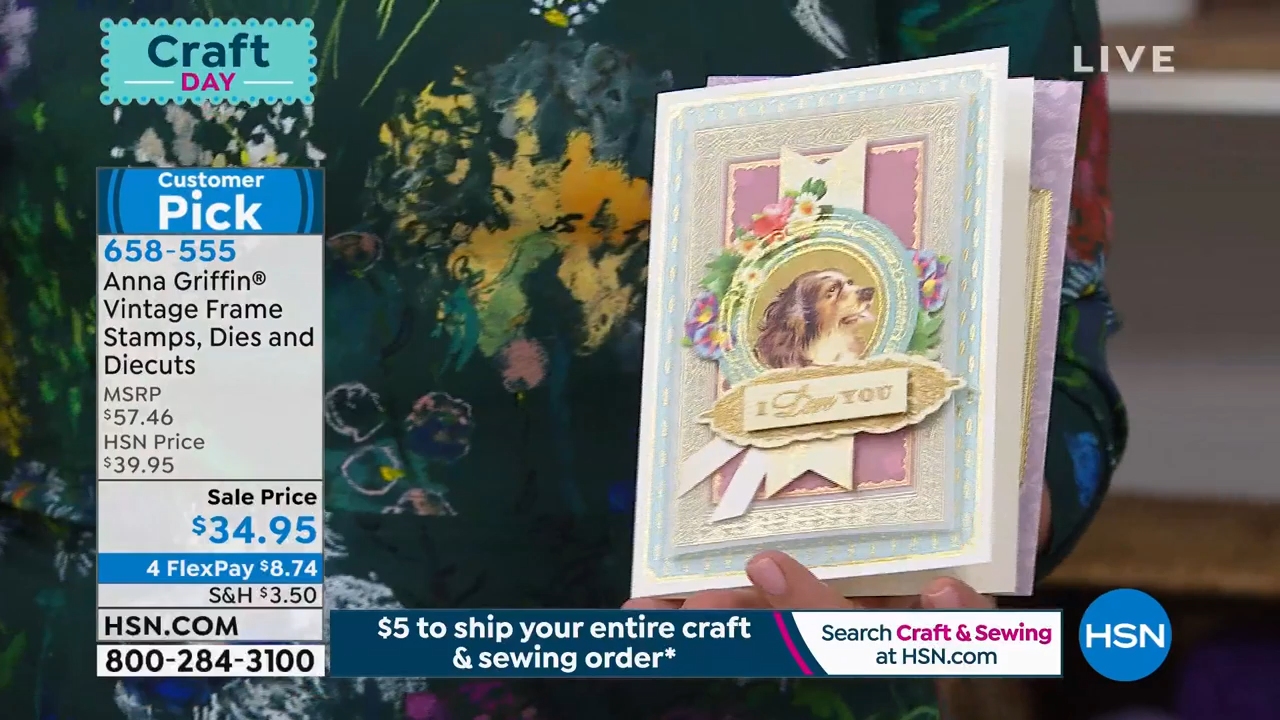 Craft
DAY
LIVE
Customer
Pick
658-555
Anna Griffin®
Vintage Frame
Stamps, Dies and
Diecuts
MSRP
$57.46
HSN Price
$39.95
Sale Price
$34.95
4 FlexPay $8.74
S&H $3.50
HSN.COM
800-284-3100
I Love YOU
$5 to ship your entire craft
& sewing order*
Search Craft & Sewing
at HSN.com
HSN